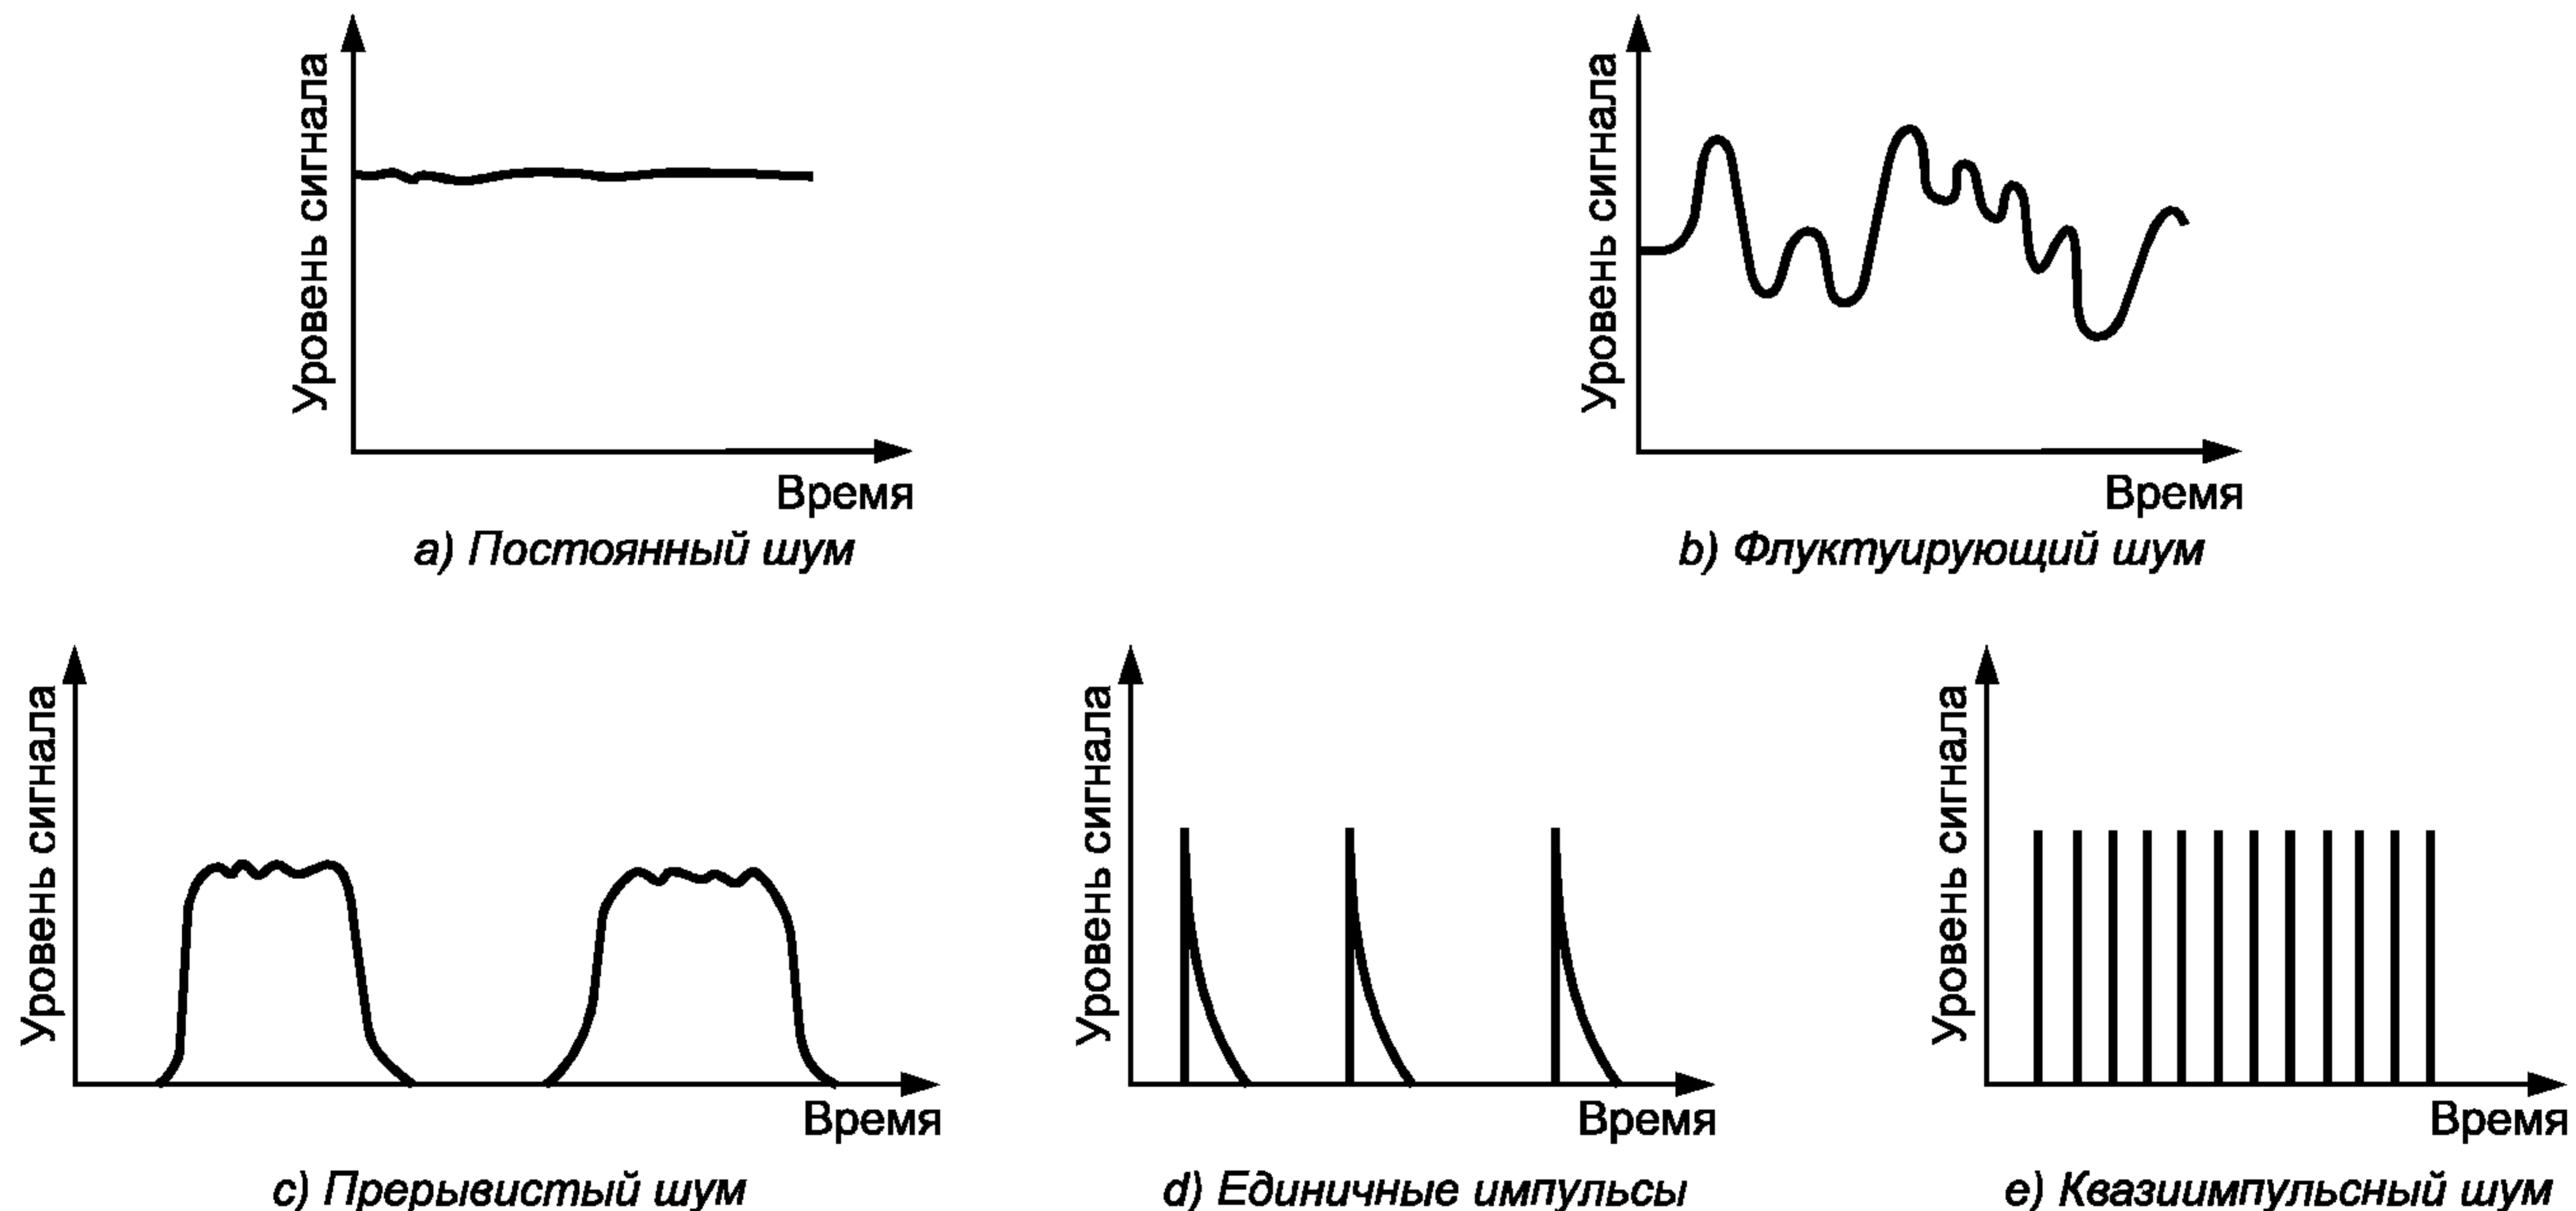 Уровень сигнала
Время
a) Постоянный шум
Уровень сигнала
Время
b) Флуктуирующий шум
Уровень сигнала
Время
c) Прерывистый шум
Уровень сигнала
Время
d) Единичные импульсы
Уровень сигнала
Время
e) Квазиимпульсный шум